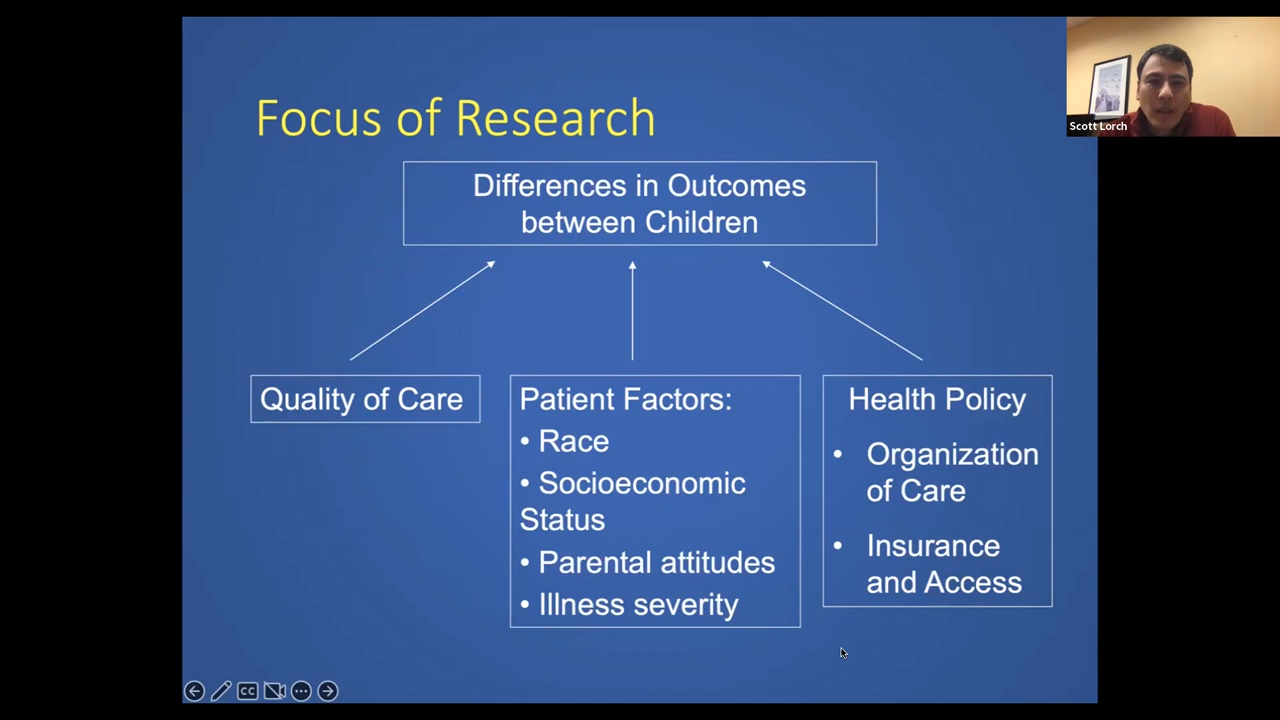 Focus of Research
Scott Lorch
Differences in Outcomes
between Children
Quality of Care
Patient Factors:
• Race
• Socioeconomic
Status
• Parental attitudes
• Illness severity
Health Policy
• Organization
of Care
• Insurance
and Access
CC